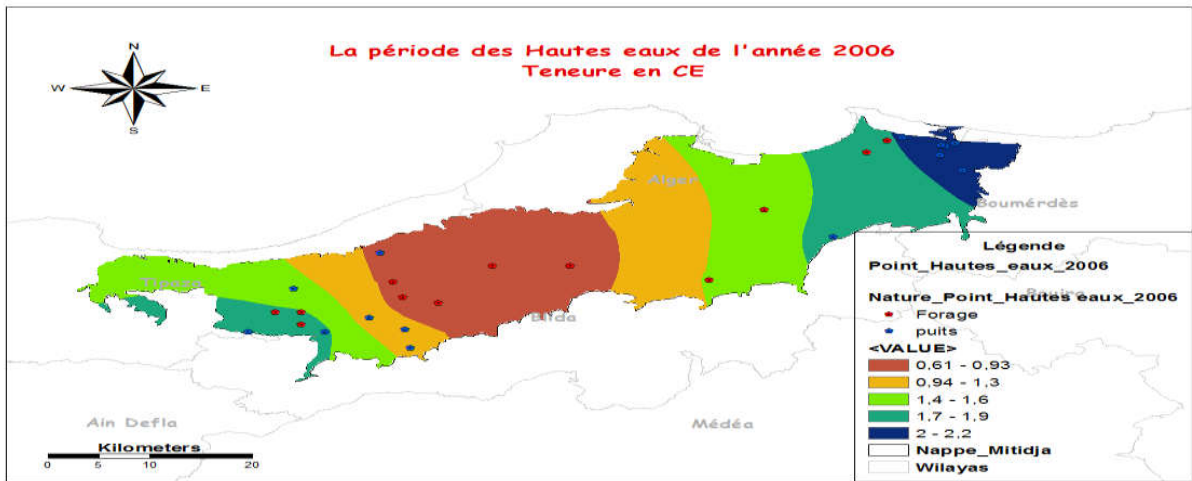 La période des Hautes eaux de l'année 2006
Teneure en CE
N
W E
S
Alger
Boumérdès
Tipaza
Blida
Bouira
Ain Defla
Médéa
Kilometers
0 5 10 20
Légende
Point_Hautes_eaux_2006
Nature_Point_Hautes eaux_2006
Forage
puits
<VALUE>
0,61 - 0,93
0,94 - 1,3
1,4 - 1,6
1,7 - 1,9
2 - 2,2
Nappe_Mitidja
Wilayas